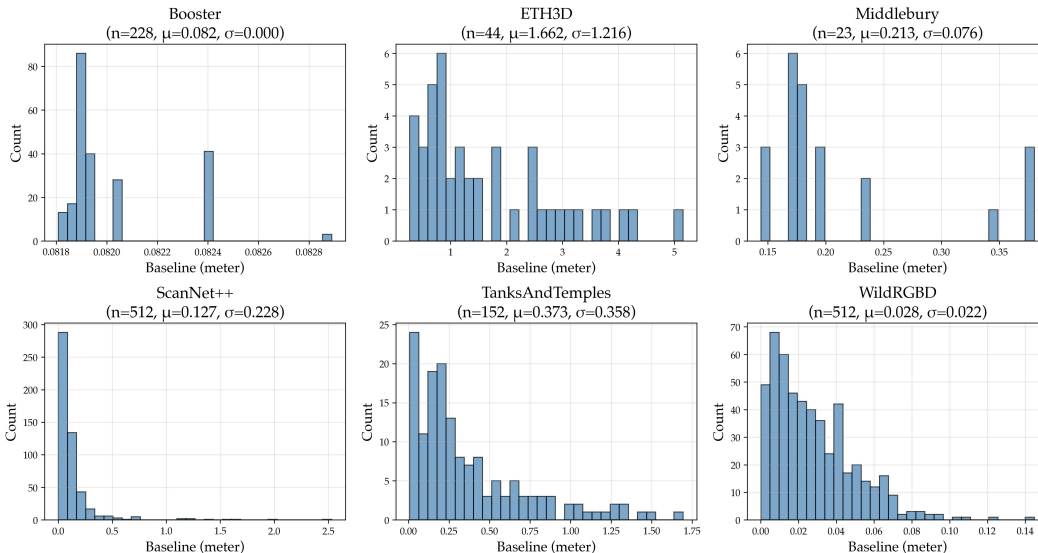 Booster
(n=228, μ=0.082, σ=0.000)
80
60
40
20
0
Count
0.0818 0.0820 0.0822 0.0824 0.0826 0.0828
Baseline (meter)
ETH3D
(n=44, μ=1.662, σ=1.216)
6
5
4
3
2
1
0
Count
1 2 3 4 5
Baseline (meter)
Middlebury
(n=23, μ=0.213, σ=0.076)
6
5
4
3
2
1
0
Count
0.15 0.20 0.25 0.30 0.35
Baseline (meter)
ScanNet++
(n=512, μ=0.127, σ=0.228)
300
250
200
150
100
50
0
Count
0.0 0.5 1.0 1.5 2.0 2.5
Baseline (meter)
TanksAndTemples
(n=152, μ=0.373, σ=0.358)
25
20
15
10
5
0
Count
0.00 0.25 0.50 0.75 1.00 1.25 1.50 1.75
Baseline (meter)
WildRGBD
(n=512, μ=0.028, σ=0.022)
70
60
50
40
30
20
10
0
Count
0.00 0.02 0.04 0.06 0.08 0.10 0.12 0.14
Baseline (meter)